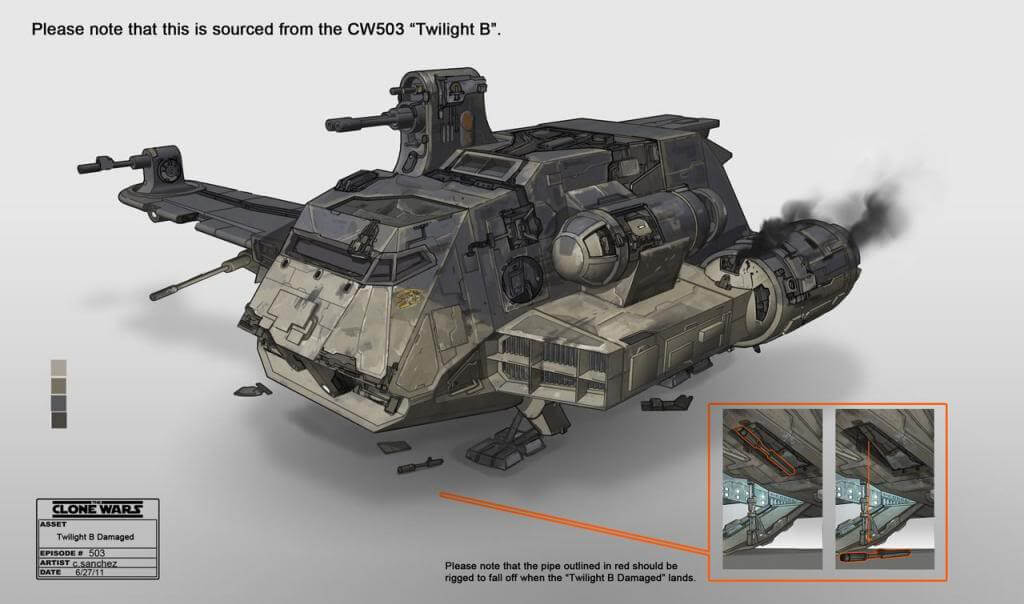 Please note that this is sourced from the CW503 “Twilight B”.
THE
CLONE WARS
ASSET
Twilight B Damaged
EPISODE # 503
ARTIST c.sanchez
DATE 6/27/11
Please note that the pipe outlined in red should be
rigged to fall off when the “Twilight B Damaged” lands.